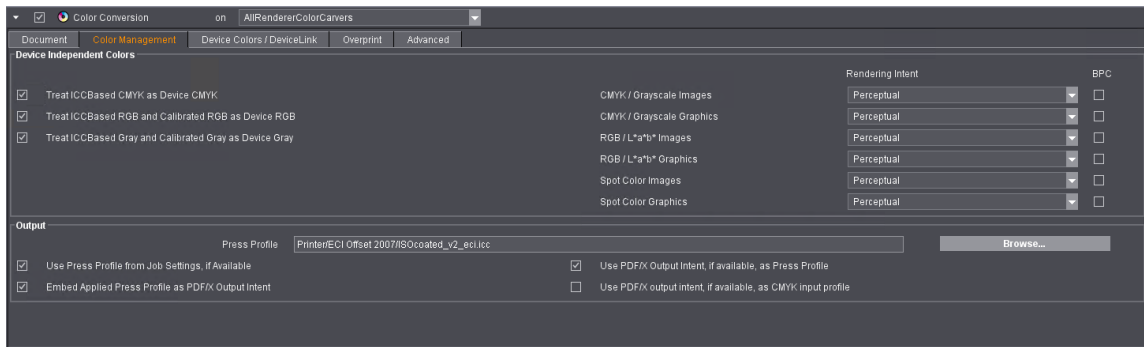 Color Conversion on AllRendererColorCarvers
Document Color Management Device Colors / DeviceLink Overprint Advanced
Device Independent Colors
Rendering Intent BPC
Treat ICCBased CMYK as Device CMYK CMYK / Grayscale Images Perceptual
Treat ICCBased RGB and Calibrated RGB as Device RGB CMYK / Grayscale Graphics Perceptual
Treat ICCBased Gray and Calibrated Gray as Device Gray RGB / L*a*b* Images Perceptual
RGB / L*a*b* Graphics Perceptual
Spot Color Images Perceptual
Spot Color Graphics Perceptual
Output
Press Profile Printer/ECI Offset 2007/ISOcoated_v2_eci.icc Browse...
Use Press Profile from Job Settings, if Available Use PDF/X Output Intent, if available, as Press Profile
Embed Applied Press Profile as PDF/X Output Intent Use PDF/X output intent, if available, as CMYK input profile